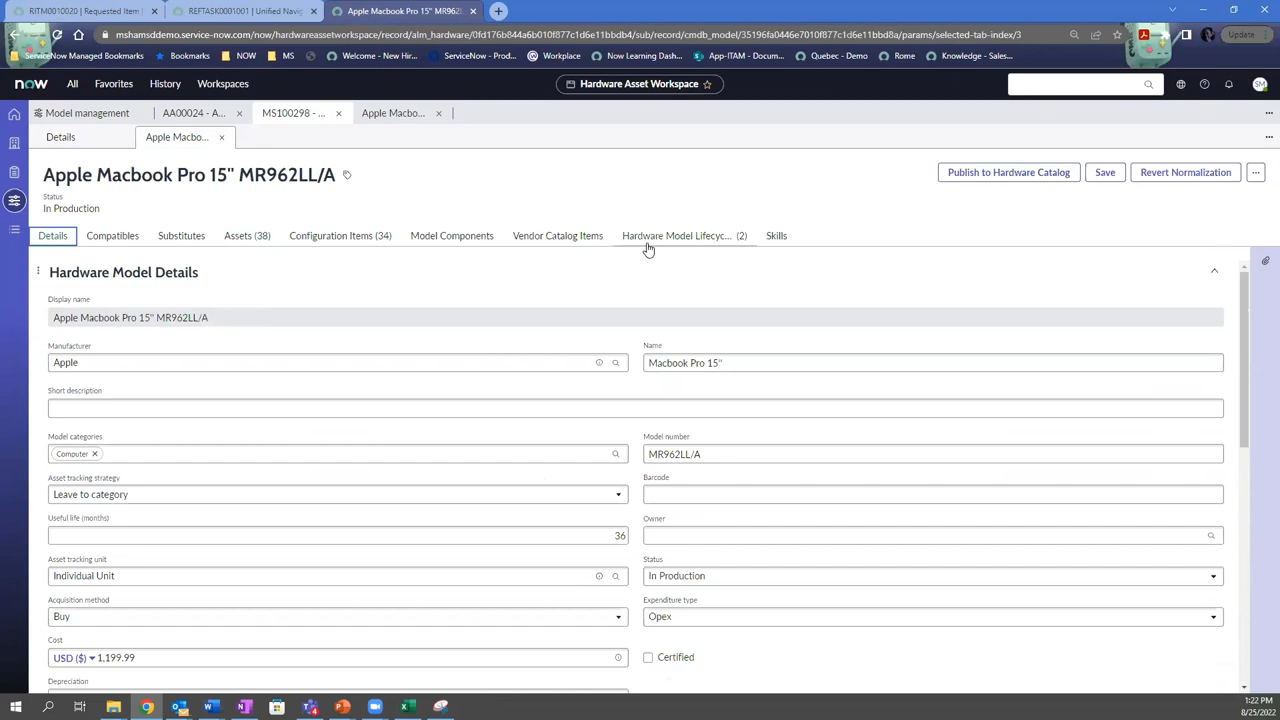 RITM0010020 | Requested Item |
REFTASK0001001 | Unified Navig
Apple Macbook Pro 15" MR962L
mshamsddemo.service-now.com/now/hardwareassetworkspace/record/alm_hardware/0fd176b844a6b010f877c1d6e11bbdb4/sub/record/cmdb_model/35196fa0446e7010f877c1d6e11bbde8/params/selected-tab-index/3
Update
ServiceNow Managed Bookmarks
Bookmarks
NOW
MS
Welcome - New Hir...
ServiceNow - Prod...
Workplace
Now Learning Dash...
App-ITAM - Docum...
Quebec - Demo
Rome
Knowledge - Sales...
now
All
Favorites
History
Workspaces
Hardware Asset Workspace
SM
Model management
AA00024 - A...
MS100298 - ...
Apple Macbo...
Details
Apple Macbo...
Apple Macbook Pro 15" MR962LL/A
Publish to Hardware Catalog
Save
Revert Normalization
Status
In Production
Details
Compatibles
Substitutes
Assets (38)
Configuration Items (34)
Model Components
Vendor Catalog Items
Hardware Model Lifecyc... (2)
Skills
Hardware Model Details
Display name
Apple Macbook Pro 15" MR962LL/A
Manufacturer
Apple
Name
Macbook Pro 15"
Short description
Model categories
Computer
Model number
MR962LL/A
Asset tracking strategy
Leave to category
Barcode
Useful life (months)
36
Owner
Asset tracking unit
Individual Unit
Status
In Production
Acquisition method
Buy
Expenditure type
Opex
Cost
USD ($) 1,199.99
Certified
Depreciation
1:22 PM
8/25/2022